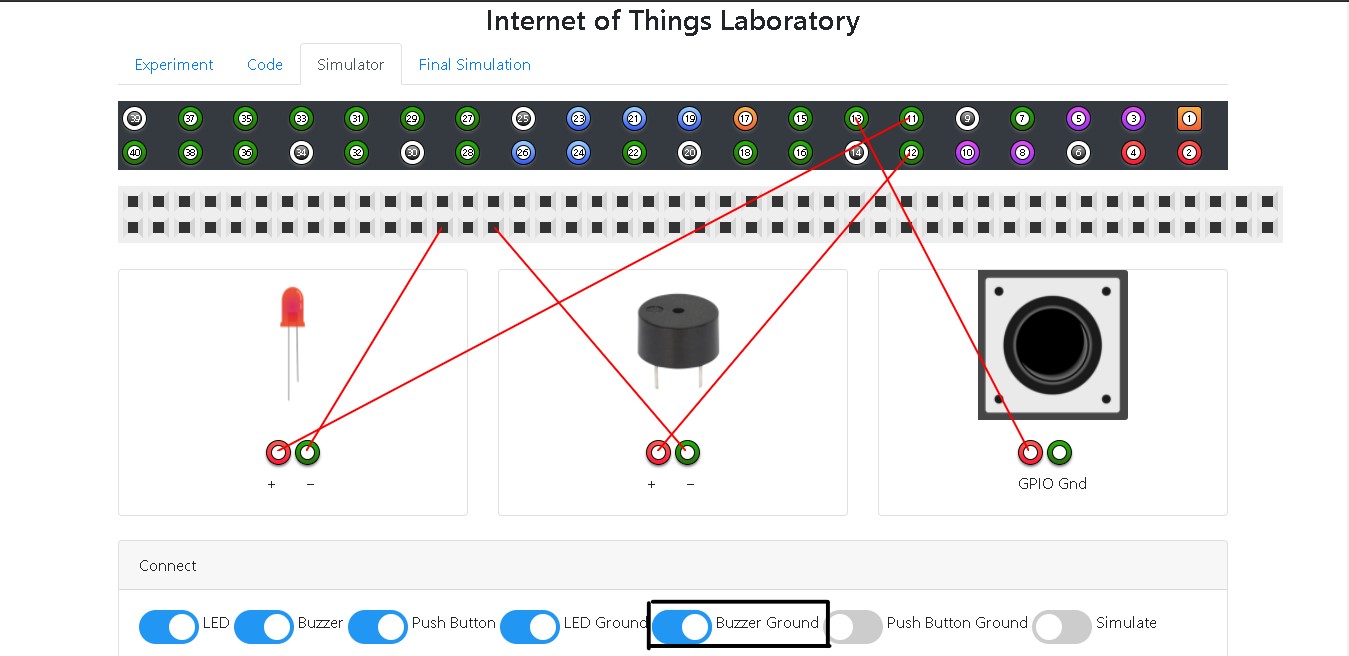 Internet of Things Laboratory
Experiment Code Simulator Final Simulation
39 37 35 33 31 29 27 25 23 21 19 17 15 13 11 9 7 5 3 1
40 38 36 34 32 30 28 26 24 22 20 18 16 14 12 10 8 6 4 2
+ − + − GPIO Gnd
Connect
LED Buzzer Push Button LED Ground Buzzer Ground Push Button Ground Simulate